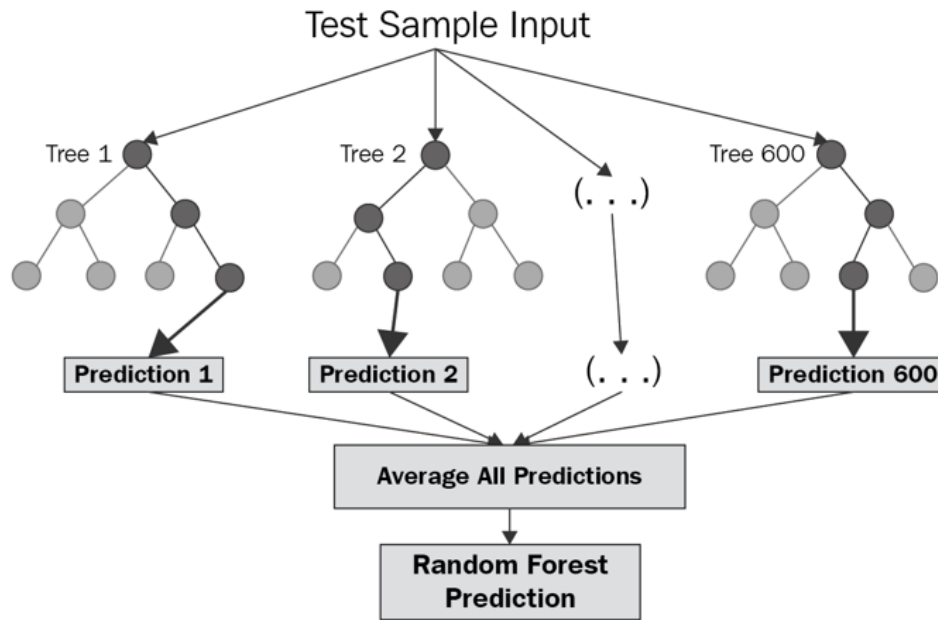 Test Sample Input
Tree 1
Tree 2
Tree 600
(. . .)
Prediction 1
Prediction 2
(. . .)
Prediction 600
Average All Predictions
Random Forest
Prediction